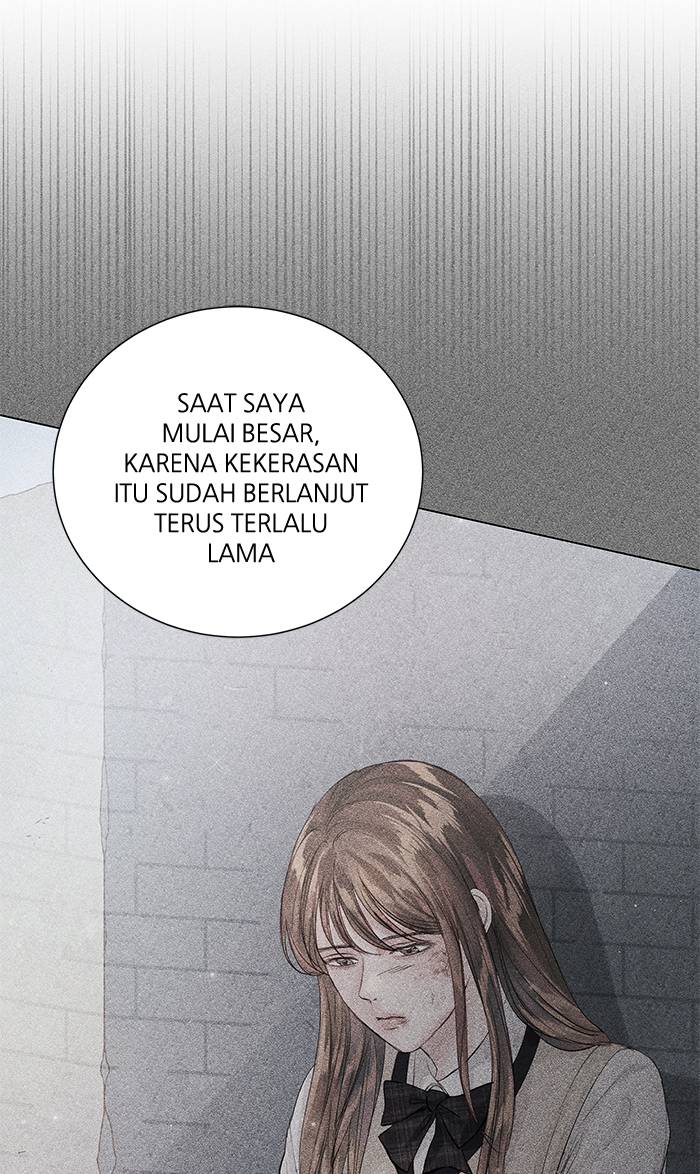 SAAT SAYA
MULAI BESAR,
KARENA KEKERASAN
ITU SUDAH BERLANJUT
TERUS TERLALU
LAMA